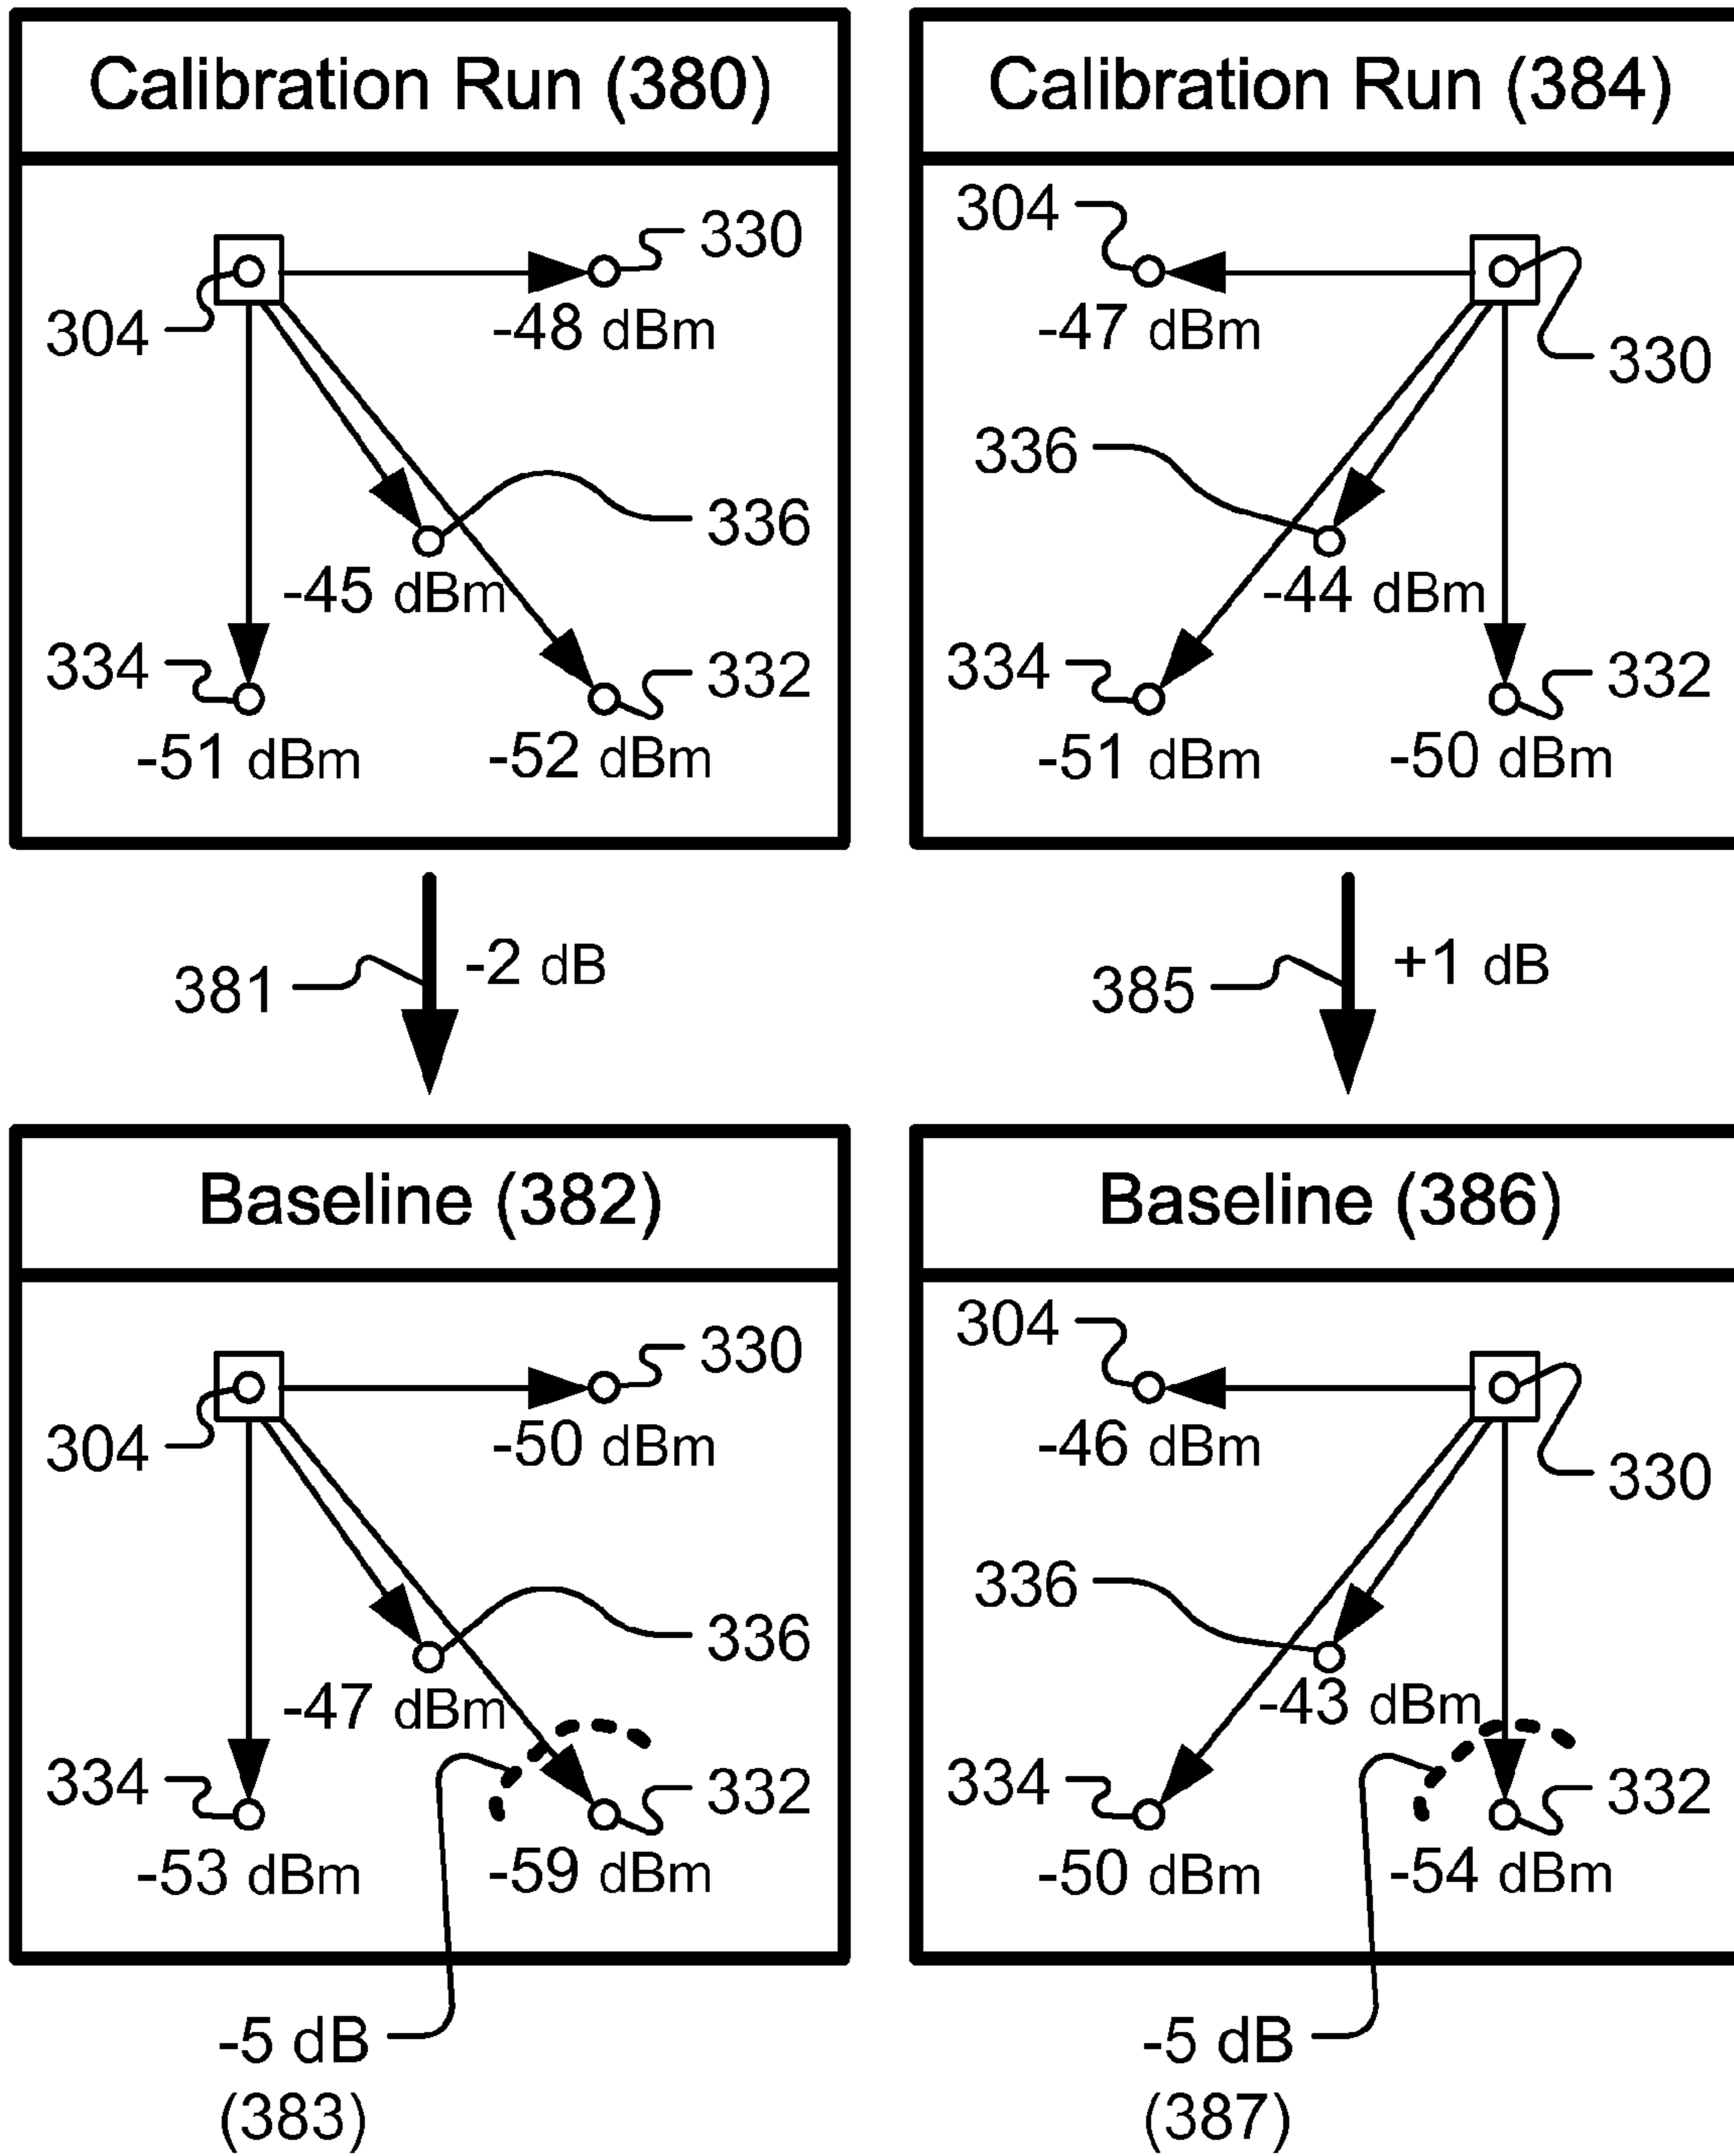 Calibration Run (380)
304
330
-48 dBm
336
-45 dBm
334
-51 dBm
332
-52 dBm
Calibration Run (384)
304
-47 dBm
330
336
-44 dBm
334
-51 dBm
332
-50 dBm
381
-2 dB
385
+1 dB
Baseline (382)
304
330
-50 dBm
336
-47 dBm
334
-53 dBm
332
-59 dBm
-5 dB
(383)
Baseline (386)
304
-46 dBm
330
336
-43 dBm
334
-50 dBm
332
-54 dBm
-5 dB
(387)